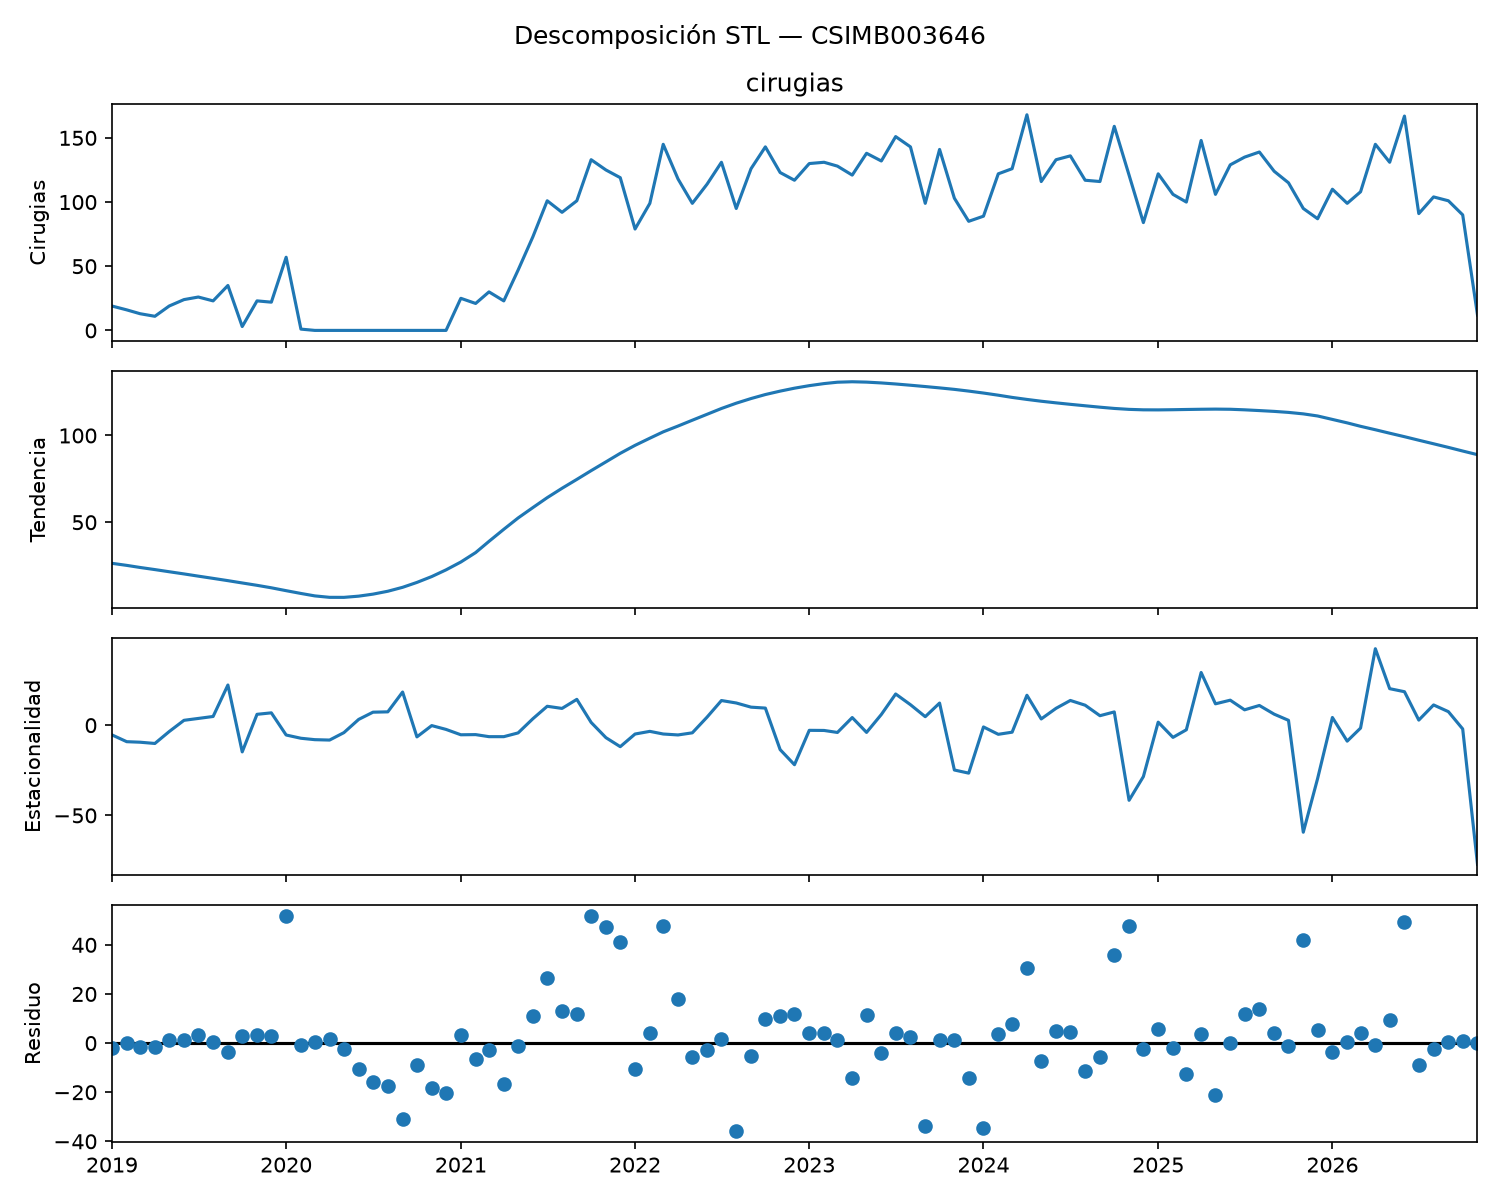 Descomposición STL — CSIMB003646
cirugias
Cirugias
150
100
50
0
Tendencia
100
50
Estacionalidad
0
−50
Residuo
40
20
0
−20
−40
2019 2020 2021 2022 2023 2024 2025 2026